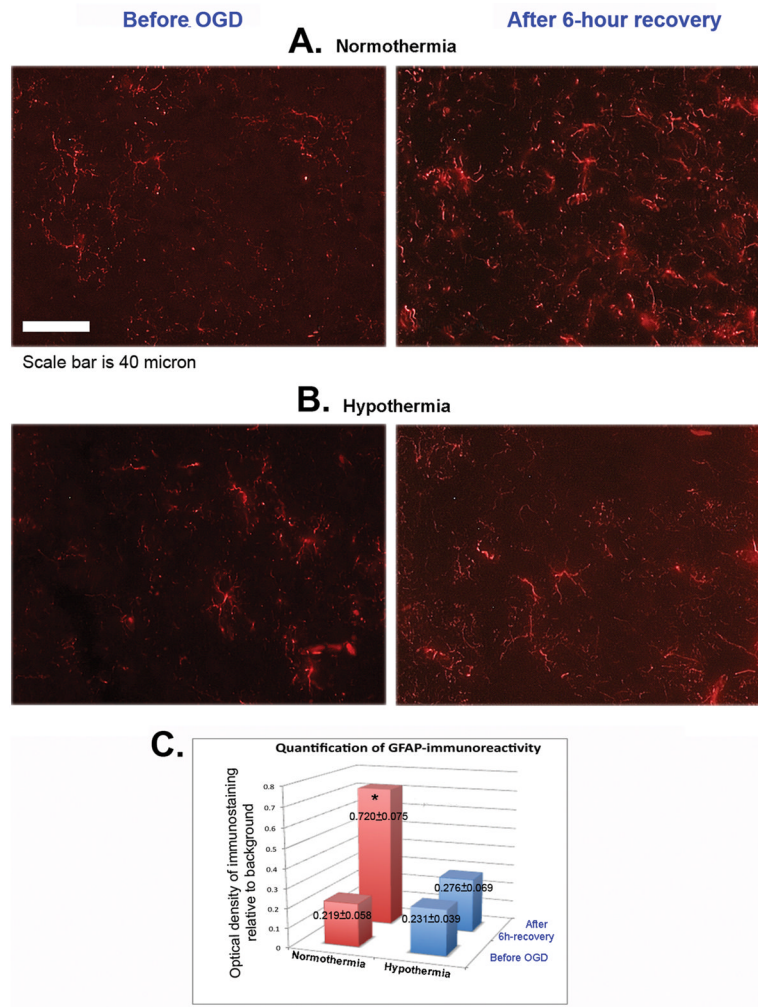 Before OGD After 6-hour recovery
A. Normothermia
Scale bar is 40 micron
B. Hypothermia
C.
Quantification of GFAP-immunoreactivity
Optical density of immunostaining
relative to background
0.8
0.7
0.6
0.5
0.4
0.3
0.2
0.1
0
*
0.720±0.075
0.219±0.058
0.276±0.069
0.231±0.039
Normothermia
Hypothermia
After
6h-recovery
Before OGD